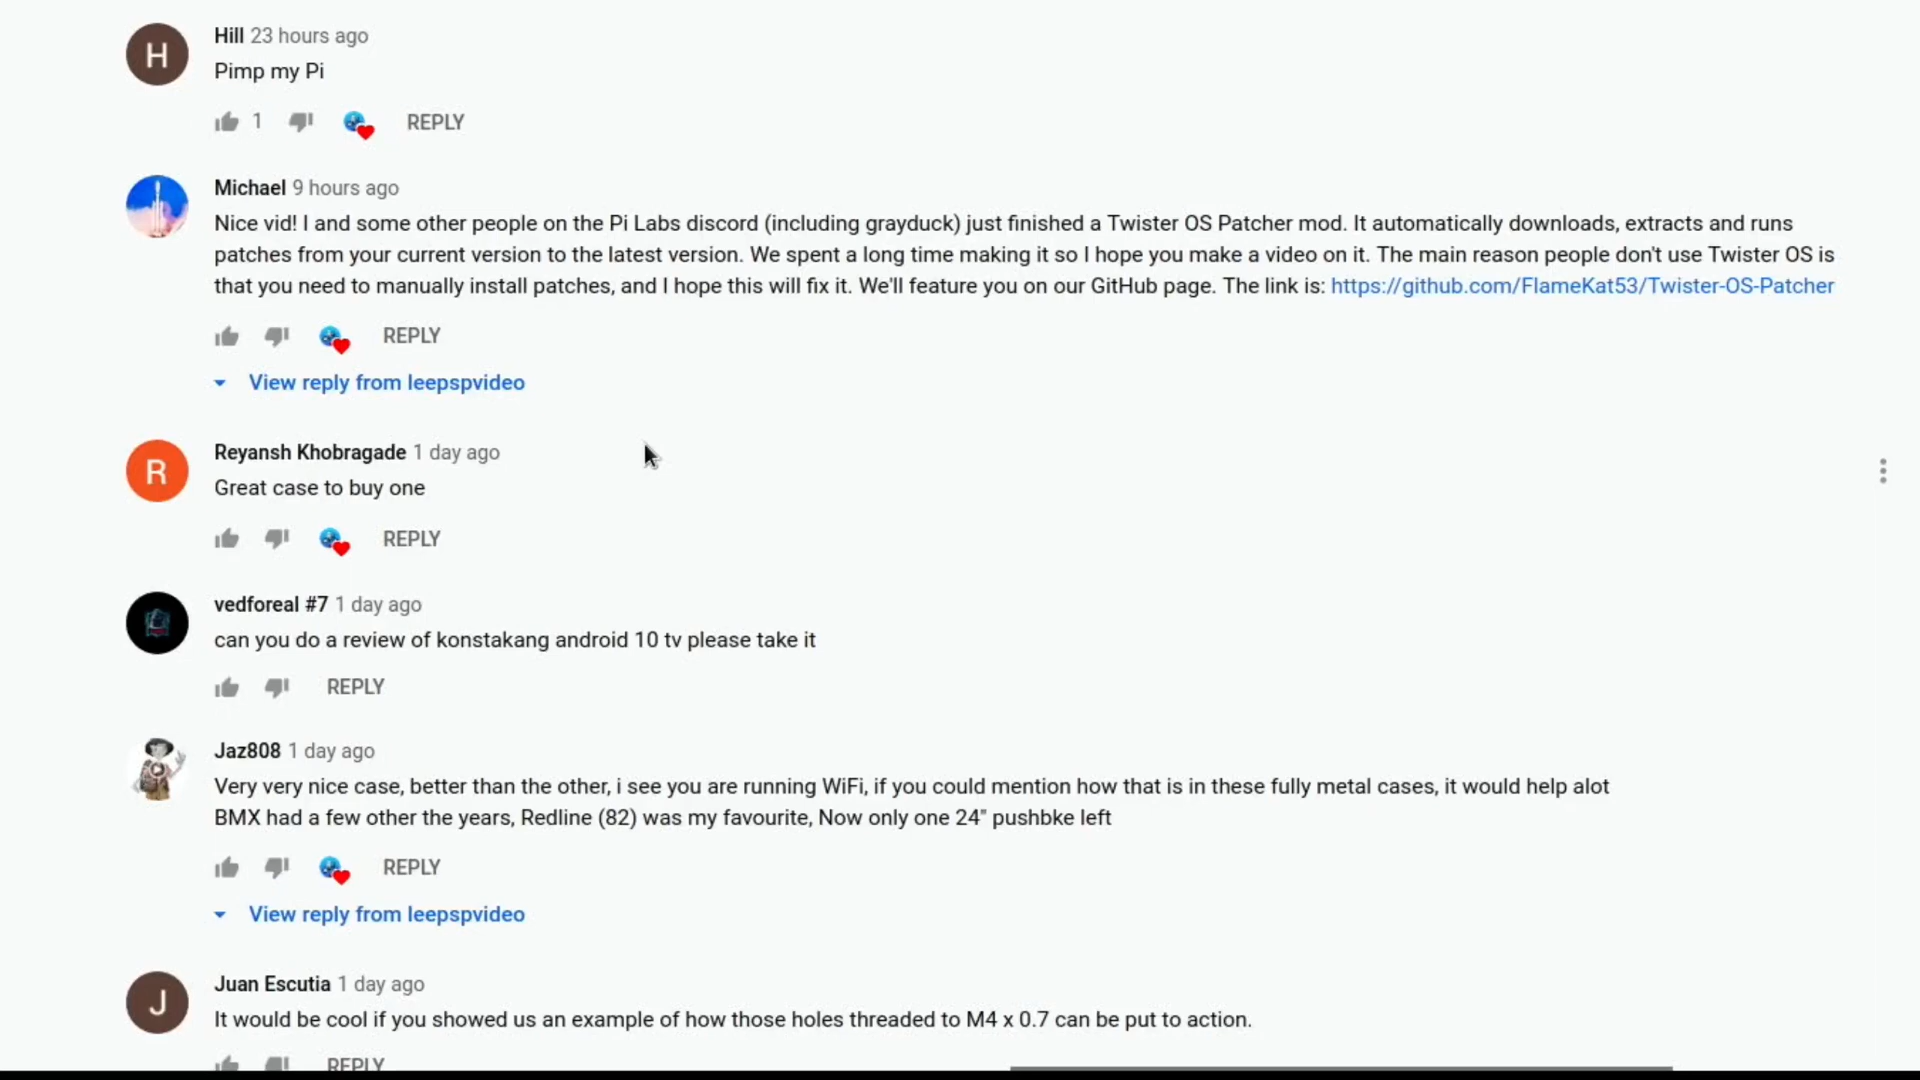 H
Hill 23 hours ago
Pimp my Pi
1 REPLY
Michael 9 hours ago
Nice vid! I and some other people on the Pi Labs discord (including grayduck) just finished a Twister OS Patcher mod. It automatically downloads, extracts and runs
patches from your current version to the latest version. We spent a long time making it so I hope you make a video on it. The main reason people don't use Twister OS is
that you need to manually install patches, and I hope this will fix it. We'll feature you on our GitHub page. The link is: https://github.com/FlameKat53/Twister-OS-Patcher
REPLY
View reply from leepspvideo
R
Reyansh Khobragade 1 day ago
Great case to buy one
REPLY
vedforeal #7 1 day ago
can you do a review of konstakang android 10 tv please take it
REPLY
Jaz808 1 day ago
Very very nice case, better than the other, i see you are running WiFi, if you could mention how that is in these fully metal cases, it would help alot
BMX had a few other the years, Redline (82) was my favourite, Now only one 24" pushbke left
REPLY
View reply from leepspvideo
J
Juan Escutia 1 day ago
It would be cool if you showed us an example of how those holes threaded to M4 x 0.7 can be put to action.
REPLY